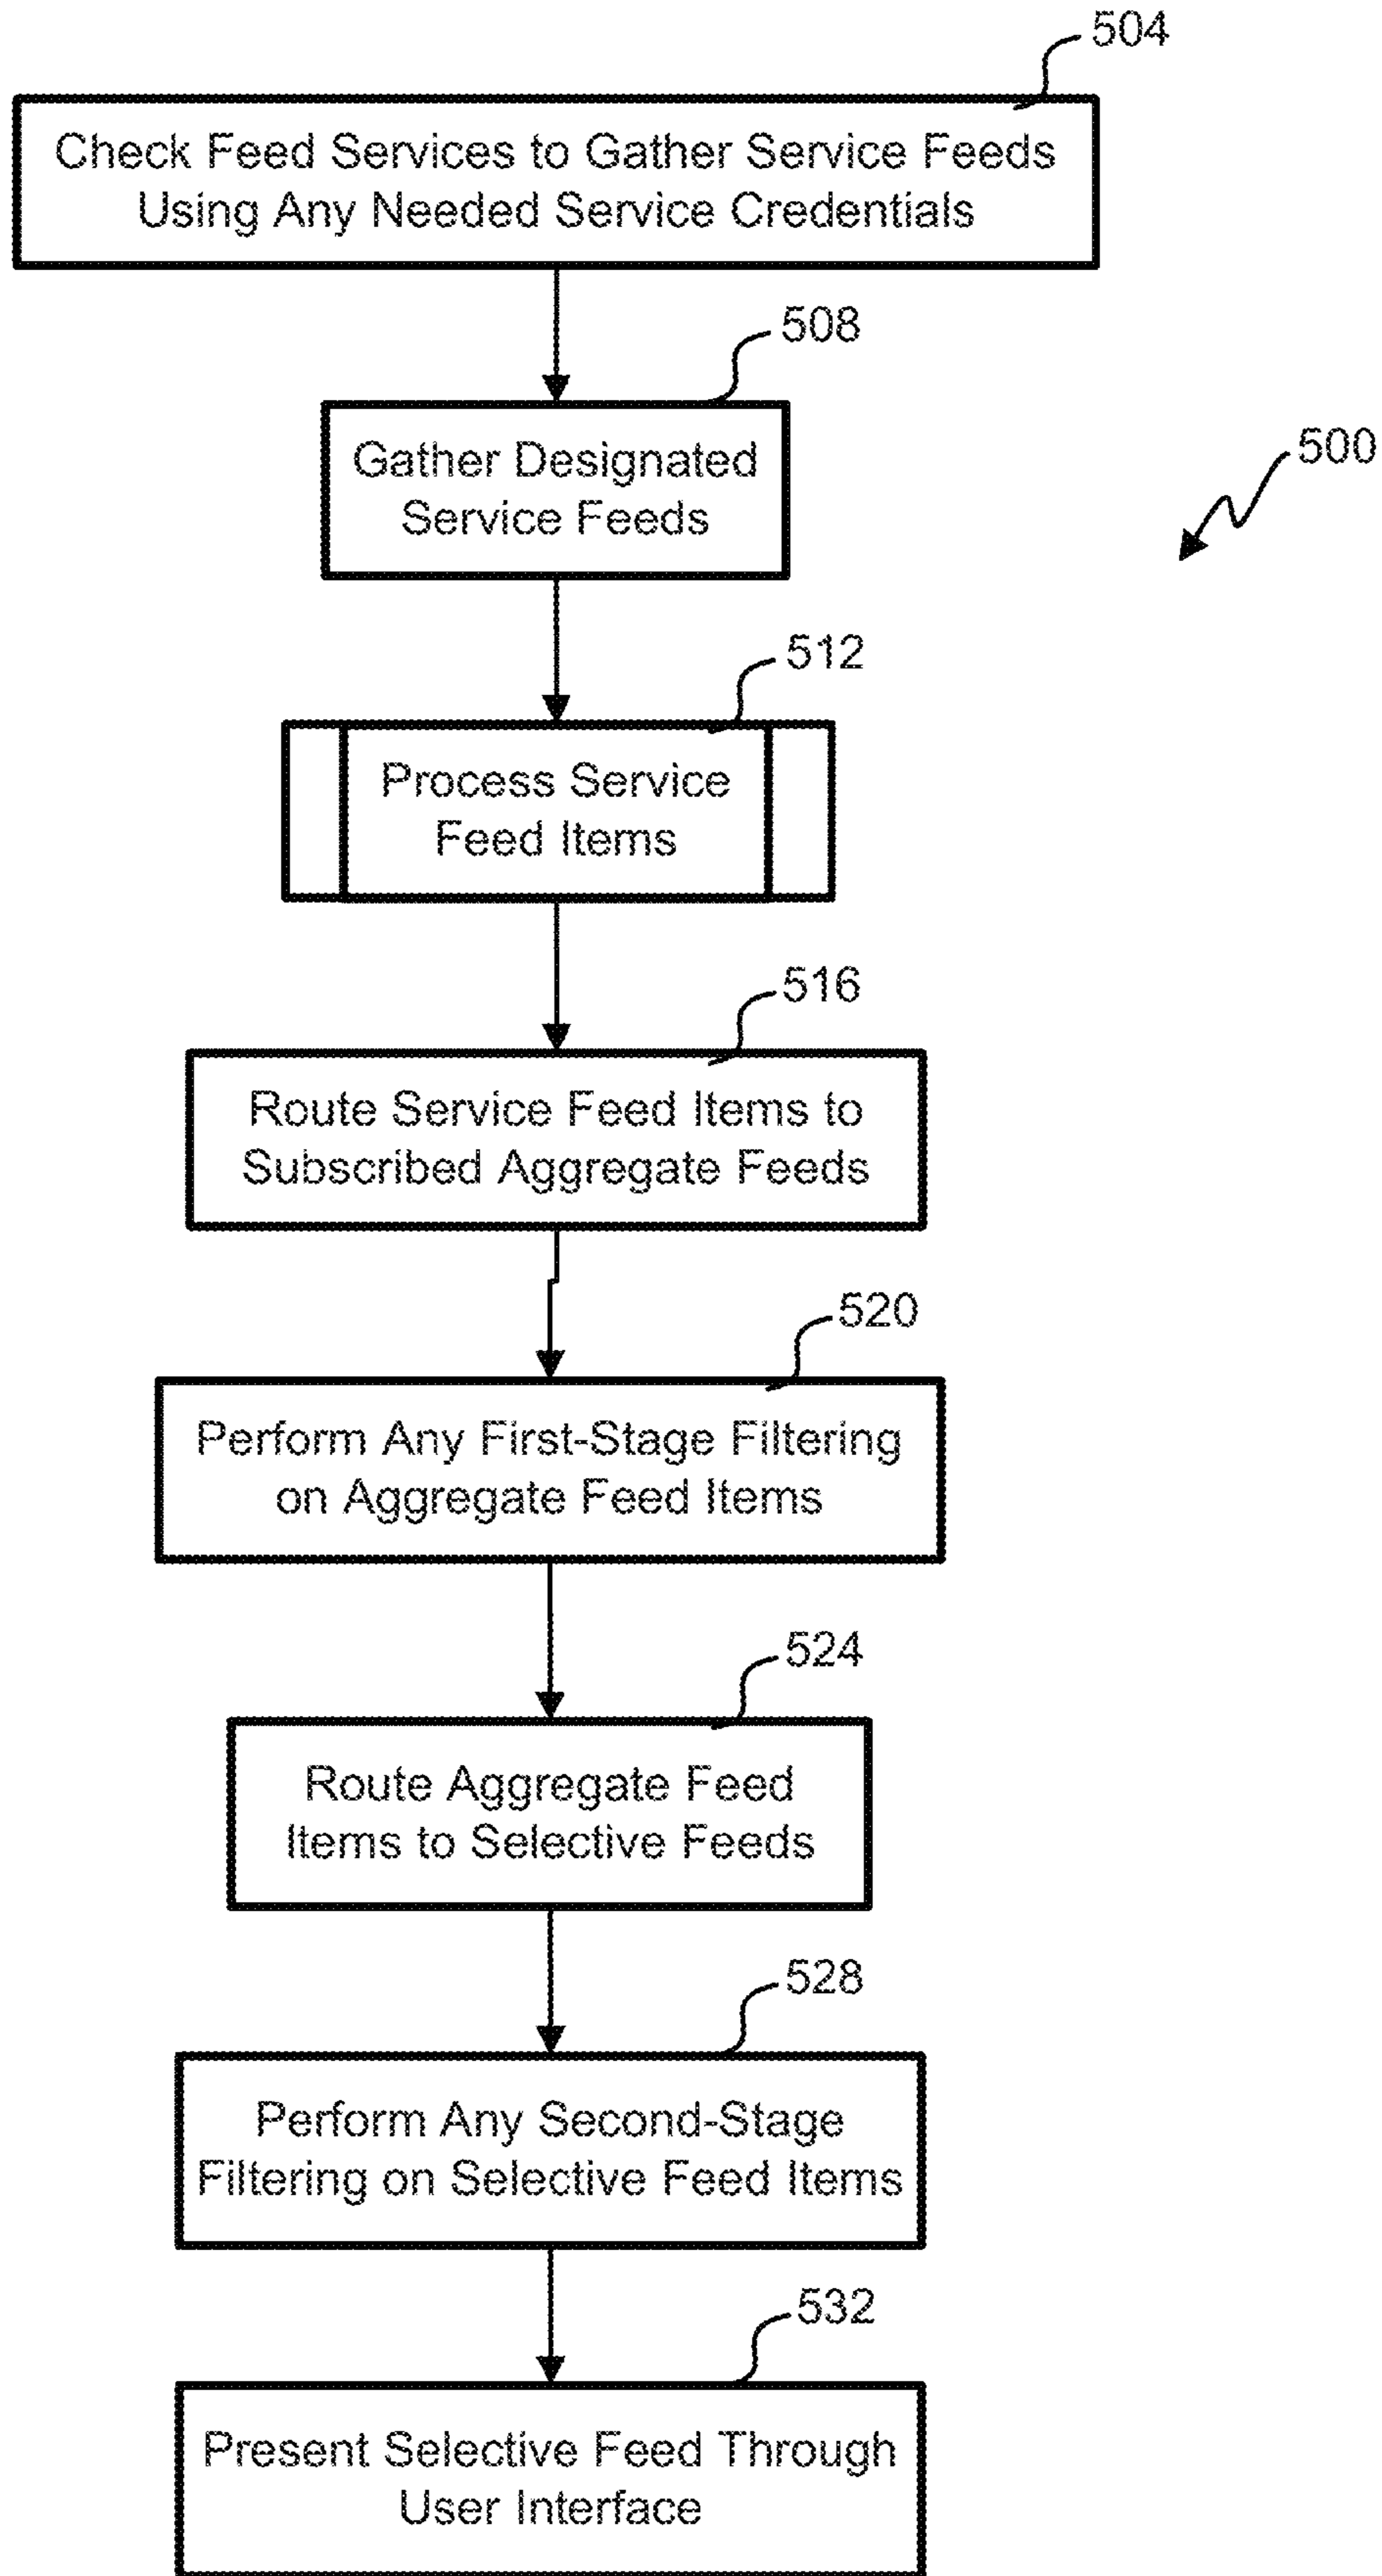 504
Check Feed Services to Gather Service Feeds
Using Any Needed Service Credentials
508
Gather Designated
Service Feeds
500
512
Process Service
Feed Items
516
Route Service Feed Items to
Subscribed Aggregate Feeds
520
Perform Any First-Stage Filtering
on Aggregate Feed Items
524
Route Aggregate Feed
Items to Selective Feeds
528
Perform Any Second-Stage
Filtering on Selective Feed Items
532
Present Selective Feed Through
User Interface